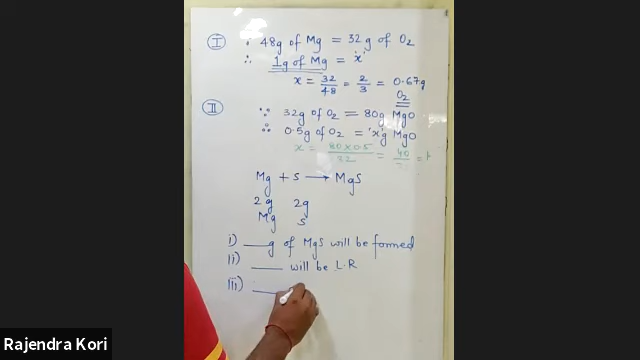 I ∵ 48g of Mg = 32g of O₂
∴ 1g of Mg = 'x'
x = 32/48 = 2/3 = 0.67g
O₂
II ∵ 32g of O₂ = 80g MgO
∴ 0.5g of O₂ = 'x'g MgO
x = 80×0.5/32 = 40/
Mg + S → MgS
2g 2g
Mg S
i) ___g of MgS will be formed
ii) ___ will be L.R
iii) ___
Rajendra Kori